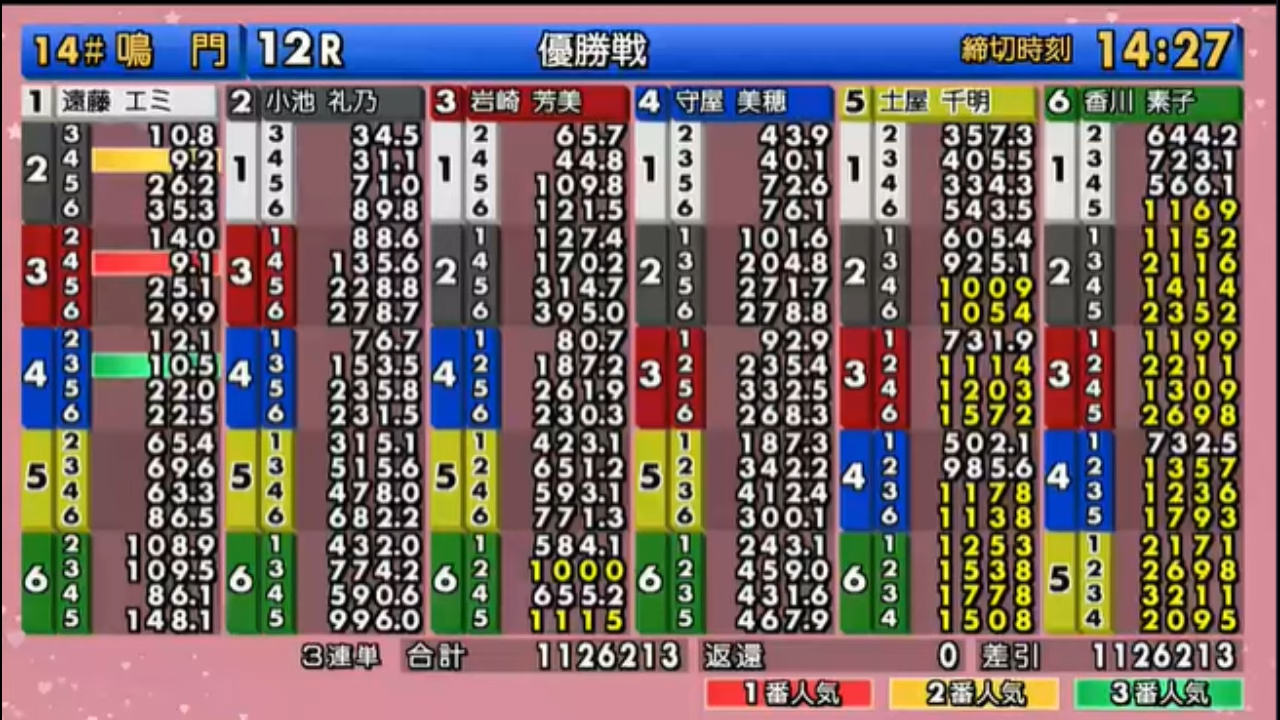 14# 鳴 門 12R 優勝戦 締切時刻 14:27
1 遠藤 エミ 2 小池 礼乃 3 岩崎 芳美 4 守屋 美穂 5 土屋 千明 6 香川 素子
2 3 10.8 1 3 34.5 1 2 65.7 1 2 43.9 1 2 357.3 1 2 644.2
4 9.2 4 31.1 4 44.8 3 40.1 3 405.5 3 723.1
5 26.2 5 71.0 5 109.8 5 72.6 4 334.3 4 566.1
6 35.3 6 89.8 6 121.5 6 76.1 6 543.5 5 1169
3 2 14.0 3 1 88.6 2 1 127.4 2 1 101.6 2 1 605.4 2 1 1152
4 9.1 4 135.6 4 170.2 3 204.8 3 925.1 3 2116
5 25.1 5 228.8 5 314.7 5 271.7 4 1009 4 1414
6 29.9 6 278.7 6 395.0 6 278.8 6 1054 5 2352
4 2 12.1 4 1 76.7 4 1 80.7 3 1 92.9 3 1 731.9 3 1 1199
3 10.5 3 153.5 2 187.2 2 235.4 2 1114 2 2211
5 22.0 5 235.8 5 261.9 5 232.5 4 1203 4 1309
6 22.5 6 231.5 6 230.3 6 268.3 6 1572 5 2698
5 2 65.4 5 1 315.1 5 1 423.1 5 1 187.3 4 1 502.1 4 1 732.5
3 69.6 3 515.6 2 651.2 2 342.2 2 985.6 2 1357
4 63.3 4 478.0 4 593.1 3 412.4 3 1178 3 1236
6 86.5 6 682.2 6 771.3 6 300.1 6 1138 5 1793
6 2 108.9 6 1 432.0 6 1 584.1 6 1 243.1 6 1 1253 5 1 2171
3 109.5 3 774.2 2 1000 2 459.0 2 1538 2 2698
4 86.1 4 590.6 4 655.2 3 431.6 3 1778 3 3211
5 148.1 5 996.0 5 1115 5 467.9 4 1508 4 2095
3連単 合計 1126213 返還 0 差引 1126213
1番人気 2番人気 3番人気